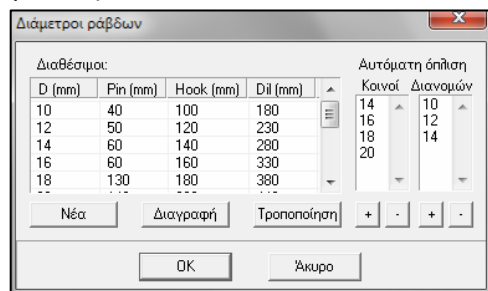 Διάμετροι ράβδων
Διαθέσιμοι:
Αυτόματη όπλιση
Κοινοί Διανομών
D (mm) Pin (mm) Hook (mm) Dil (mm)
10 40 100 180
12 50 120 230
14 60 140 280
16 60 160 330
18 130 180 380
14
16
18
20
10
12
14
Νέα Διαγραφή Τροποποίηση + - + -
OK Άκυρο